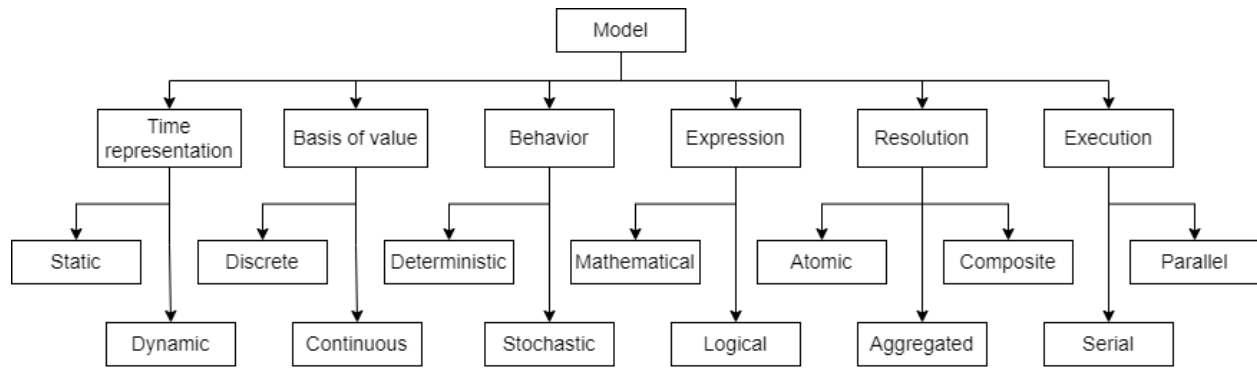 Model
Time
representation
Basis of value
Behavior
Expression
Resolution
Execution
Static
Discrete
Deterministic
Mathematical
Atomic
Composite
Parallel
Dynamic
Continuous
Stochastic
Logical
Aggregated
Serial